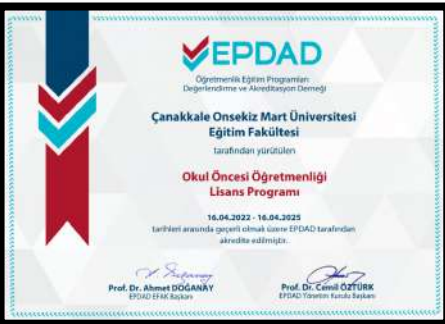 EPDAD
Öğretmenlik Eğitim Programları
Değerlendirme ve Akreditasyon Derneği
Çanakkale Onsekiz Mart Üniversitesi
Eğitim Fakültesi
tarafından yürütülen
Okul Öncesi Öğretmenliği
Lisans Programı
16.04.2022 - 16.04.2025
tarihleri arasında geçerli olmak üzere EPDAD tarafından
akredite edilmiştir.
Prof. Dr. Ahmet DOĞANAY
EPDAD EFAK Başkanı
Prof. Dr. Cemil ÖZTÜRK
EPDAD Yönetim Kurulu Başkanı